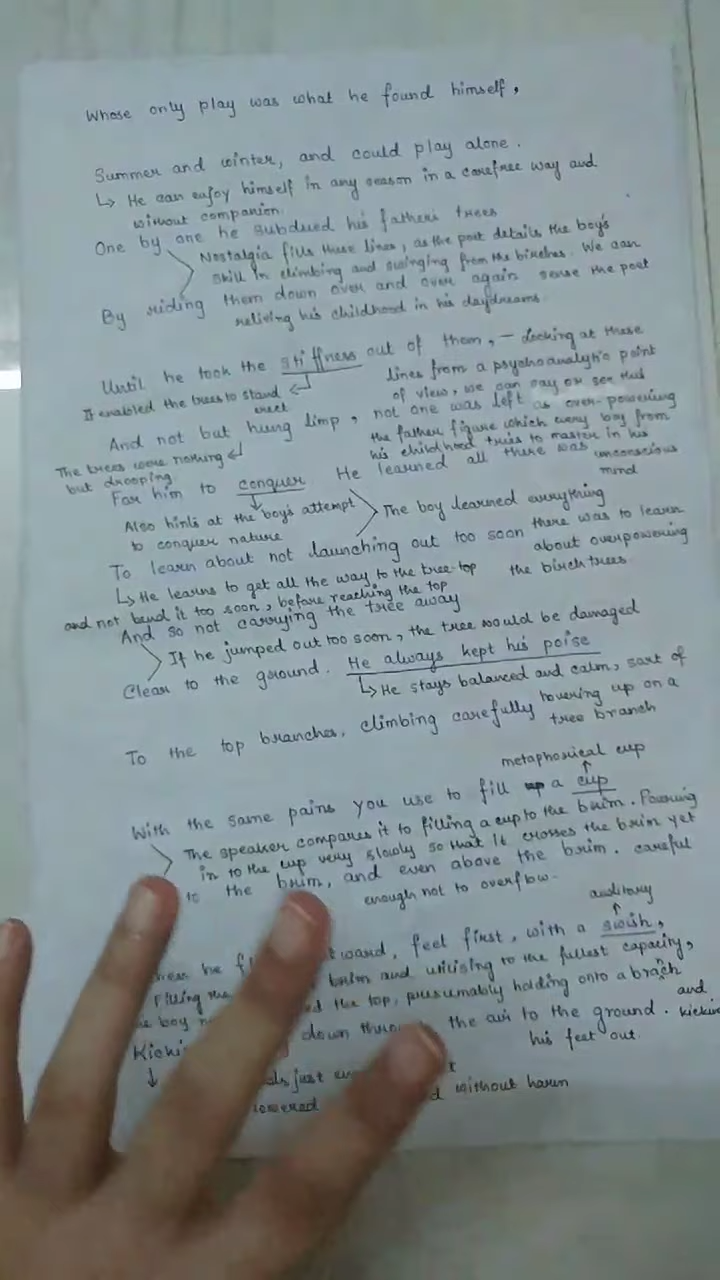 Whose only play was what he found himself,
Summer and winter, and could play alone.
↳ He can enjoy himself in any season in a carefree way and
without companion.
One by one he subdued his father's trees
Nostalgia fills these lines, as the poet details the boy's
skill in climbing and swinging from the birches. We can
By riding them down over and over again sense the poet
reliving his childhood in his daydreams.
Until he took the stiffness out of them, - Looking at these
lines from a psychoanalytic point
It enabled the trees to stand
erect
of view, we can say or see that
And not but hung limp, not one was left as over-powering
the father figure which every boy from
The trees were nothing
but drooping
his childhood tries to master in his
unconscious
mind
For him to conquer He learned all there was
Also hints at the boy's attempt
to conquer nature
The boy learned everything
there was to learn
about overpowering
the birch trees
To learn about not launching out too soon
↳ He learns to get all the way to the tree-top
and not bend it too soon, before reaching the top
And so not carrying the tree away
If he jumped out too soon, the tree would be damaged
Clear to the ground. He always kept his poise
↳ He stays balanced and calm, sort of
hovering up on a
tree branch
To the top branches, climbing carefully
metaphorical cup
With the same pains you use to fill a cup
The speaker compares it to filling a cup to the brim. Pouring
in to the cup very slowly so that it crosses the brim yet
to the brim, and even above the brim. careful
enough not to overflow.
auditory
he ward, feet first, with a swish,
Filling the brim and utilising to the fullest capacity,
boy the top, presumably holding onto a branch
and
down the air to the ground. kicking
his feet out.
just
without harm